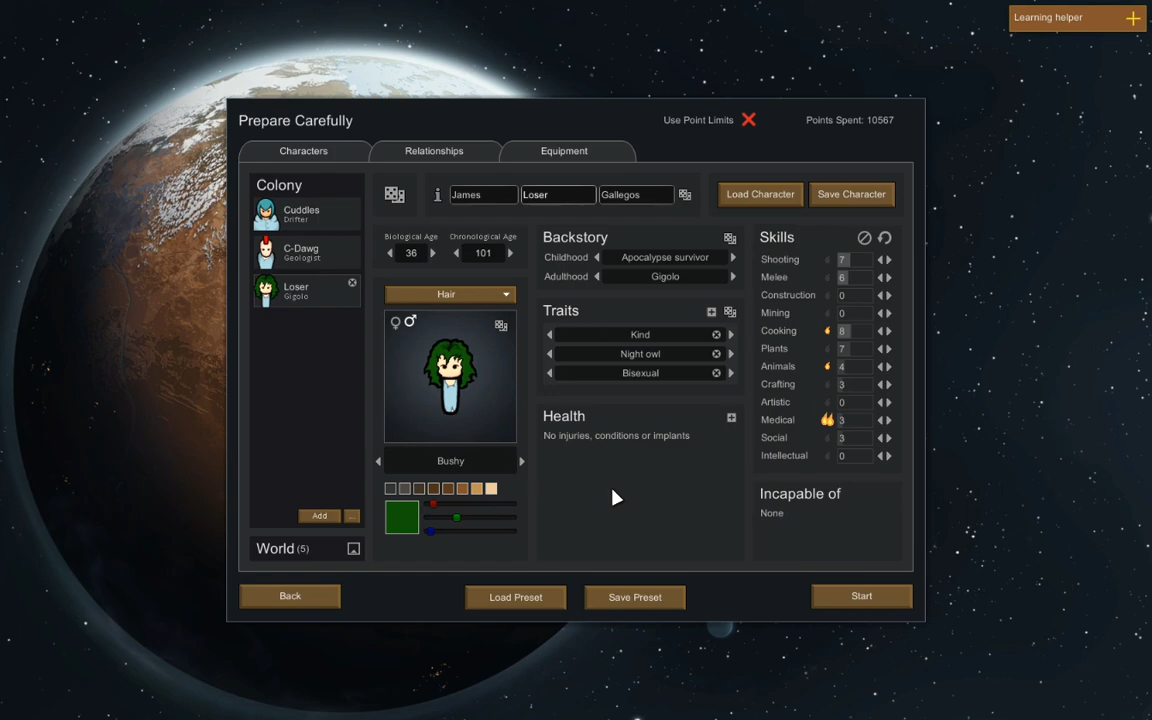 Learning helper
Prepare Carefully
Use Point Limits
Points Spent: 10567
Characters
Relationships
Equipment
Colony
Cuddles
Drifter
C-Dawg
Geologist
Loser
Gigolo
Add
...
World (5)
James
Loser
Gallegos
Load Character
Save Character
Biological Age
Chronological Age
36
101
Hair
Bushy
Backstory
Childhood Apocalypse survivor
Adulthood Gigolo
Traits
Kind
Night owl
Bisexual
Health
No injuries, conditions or implants
Skills
Shooting 7
Melee 6
Construction 0
Mining 0
Cooking 8
Plants 7
Animals 4
Crafting 3
Artistic 0
Medical 3
Social 3
Intellectual 0
Incapable of
None
Back
Load Preset
Save Preset
Start